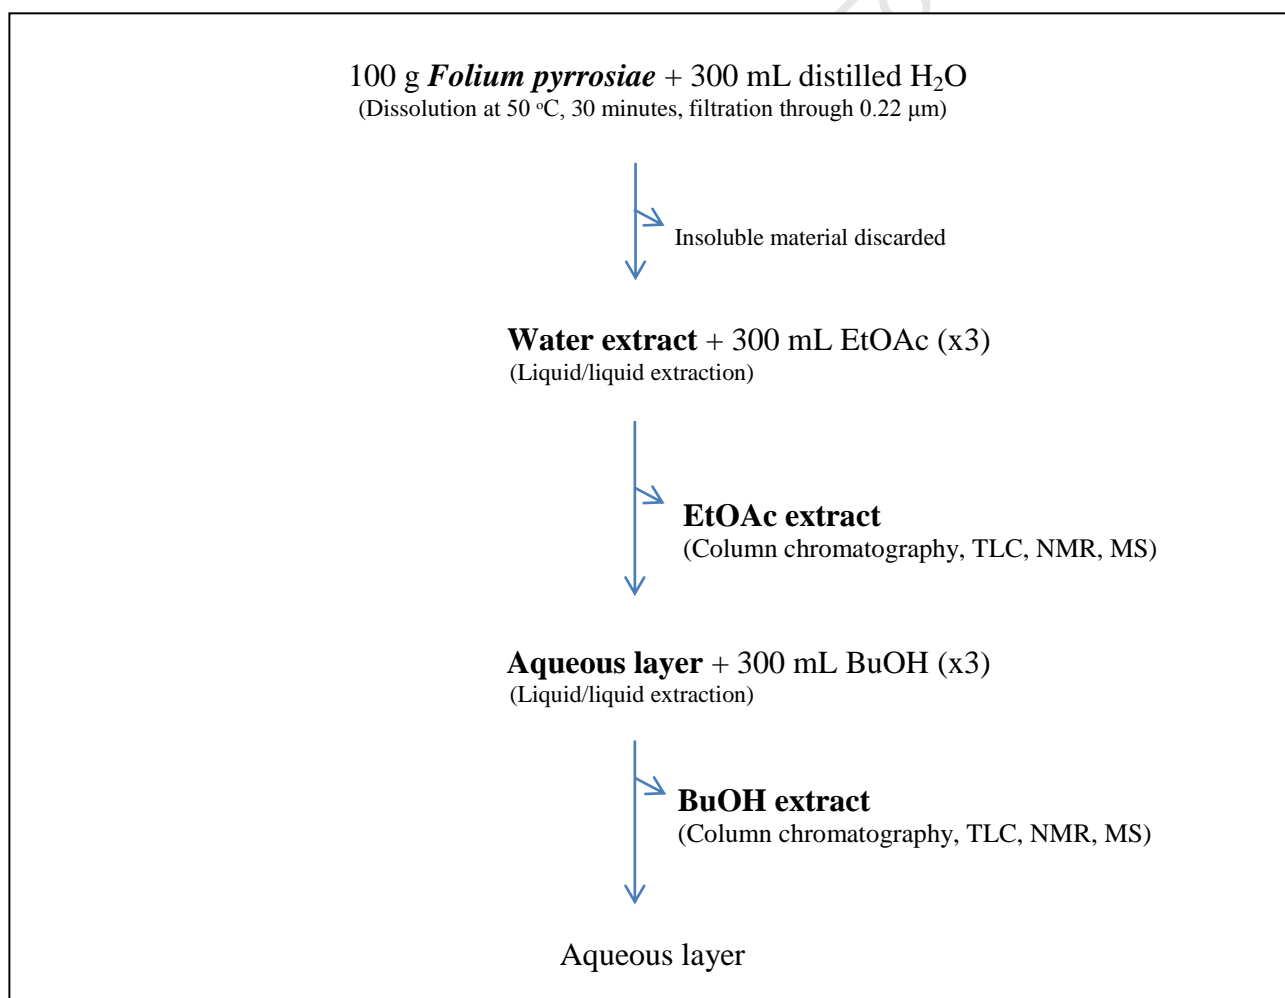 100 g Folium pyrrosiae + 300 mL distilled H₂O
(Dissolution at 50 °C, 30 minutes, filtration through 0.22 μm)
Insoluble material discarded
Water extract + 300 mL EtOAc (x3)
(Liquid/liquid extraction)
EtOAc extract
(Column chromatography, TLC, NMR, MS)
Aqueous layer + 300 mL BuOH (x3)
(Liquid/liquid extraction)
BuOH extract
(Column chromatography, TLC, NMR, MS)
Aqueous layer